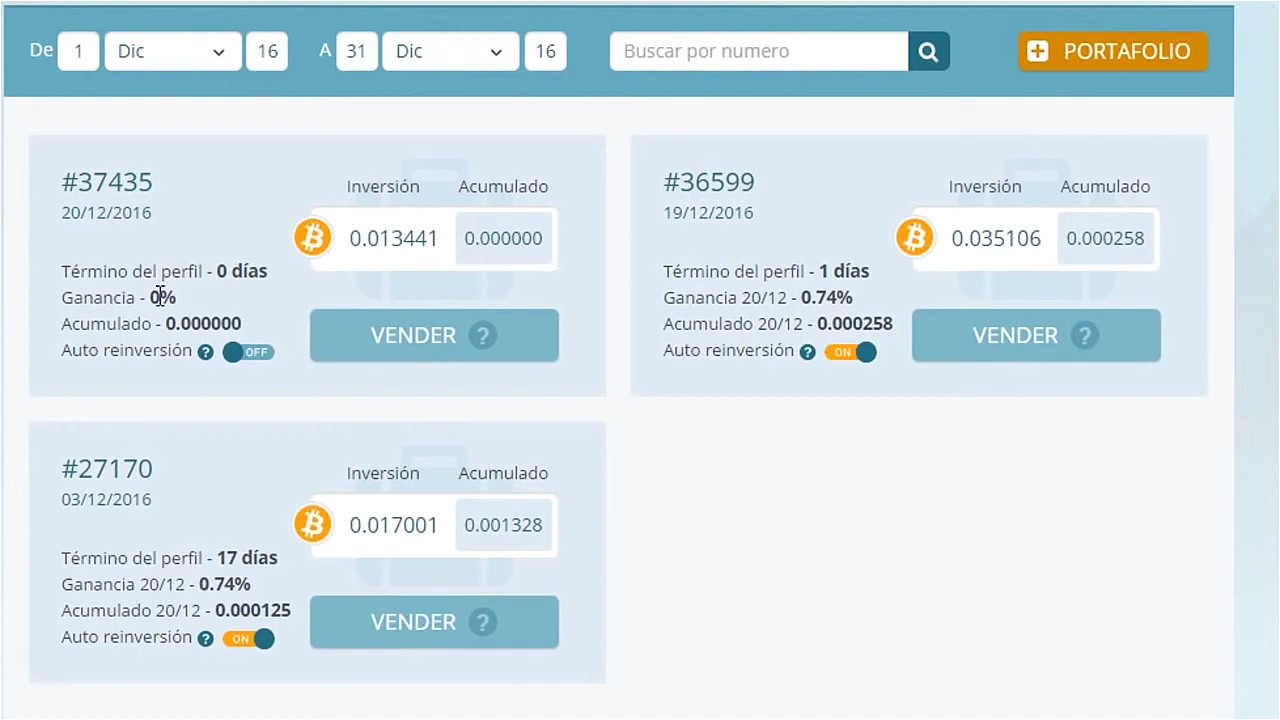 De 1 Dic 16 A 31 Dic 16 Buscar por numero PORTAFOLIO
#37435
20/12/2016
Inversión Acumulado
0.013441 0.000000
Término del perfil - 0 días
Ganancia - 0%
Acumulado - 0.000000
Auto reinversión ? OFF
VENDER ?
#36599
19/12/2016
Inversión Acumulado
0.035106 0.000258
Término del perfil - 1 días
Ganancia 20/12 - 0.74%
Acumulado 20/12 - 0.000258
Auto reinversión ? ON
VENDER ?
#27170
03/12/2016
Inversión Acumulado
0.017001 0.001328
Término del perfil - 17 días
Ganancia 20/12 - 0.74%
Acumulado 20/12 - 0.000125
Auto reinversión ? ON
VENDER ?